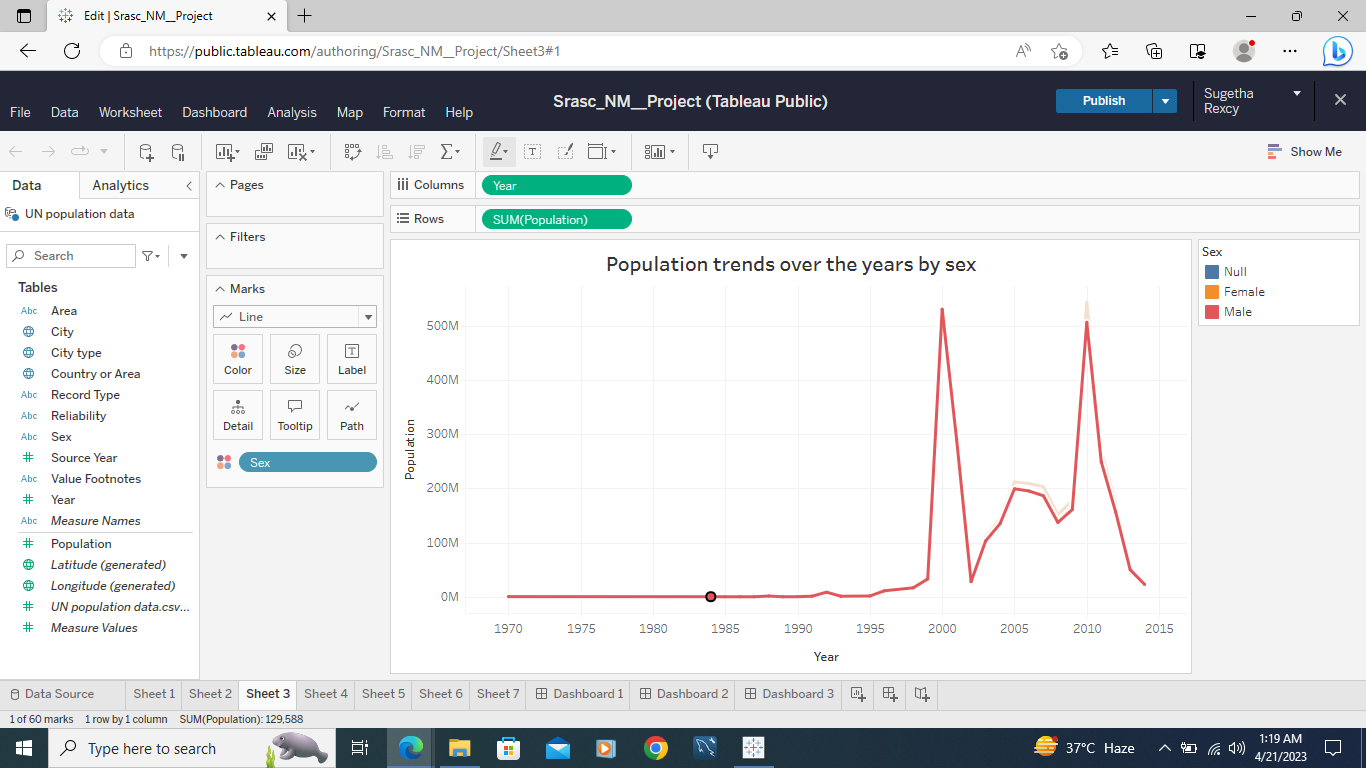 Edit | Srasc_NM__Project
https://public.tableau.com/authoring/Srasc_NM__Project/Sheet3#1
File Data Worksheet Dashboard Analysis Map Format Help
Srasc_NM__Project (Tableau Public)
Publish
Sugetha
Rexcy
Show Me
Data Analytics
UN population data
Search
Tables
Abc Area
City
City type
Country or Area
Abc Record Type
Abc Reliability
Abc Sex
Source Year
Abc Value Footnotes
Year
Abc Measure Names
Population
Latitude (generated)
Longitude (generated)
UN population data.csv...
Measure Values
Pages
Filters
Marks
Line
Color Size Label
Detail Tooltip Path
Sex
Columns Year
Rows SUM(Population)
Population trends over the years by sex
Population
500M
400M
300M
200M
100M
0M
1970 1975 1980 1985 1990 1995 2000 2005 2010 2015
Year
Sex
Null
Female
Male
Data Source Sheet 1 Sheet 2 Sheet 3 Sheet 4 Sheet 5 Sheet 6 Sheet 7 Dashboard 1 Dashboard 2 Dashboard 3
1 of 60 marks 1 row by 1 column SUM(Population): 129,588
Type here to search
37°C Haze
1:19 AM
4/21/2023